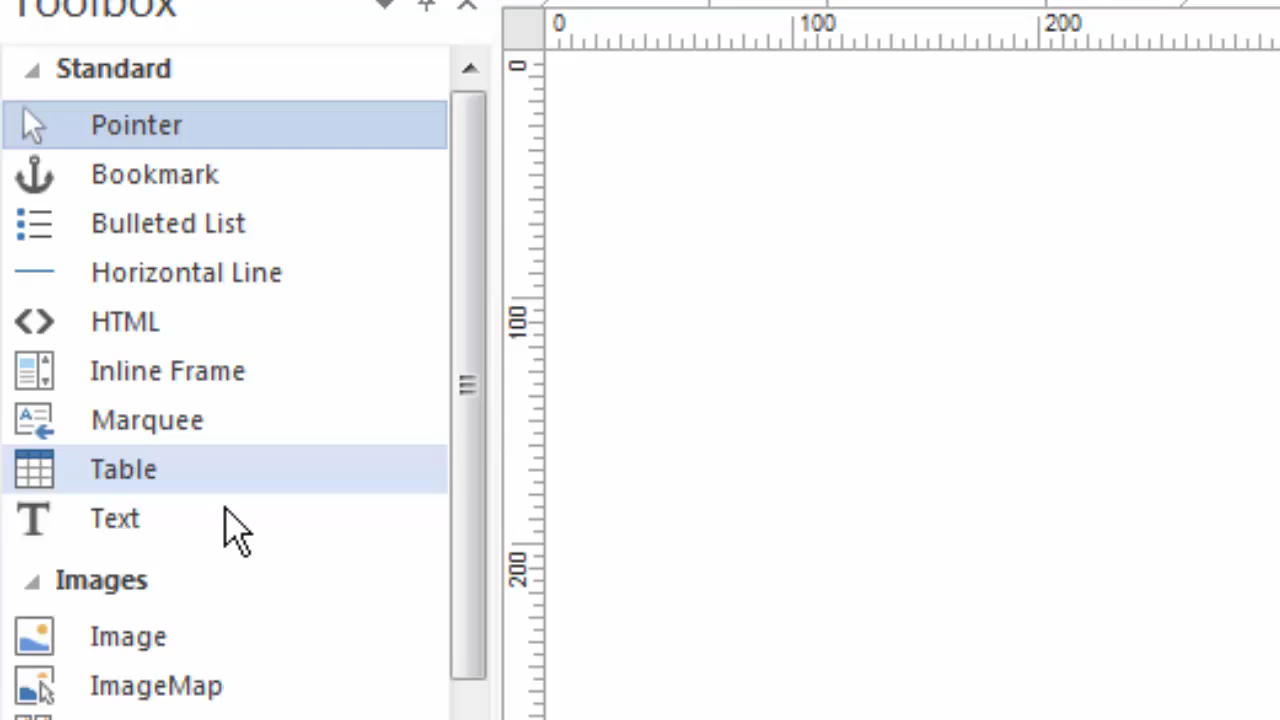 Toolbox
Standard
Pointer
Bookmark
Bulleted List
Horizontal Line
HTML
Inline Frame
Marquee
Table
Text
Images
Image
ImageMap
0 100 200
0
100
200